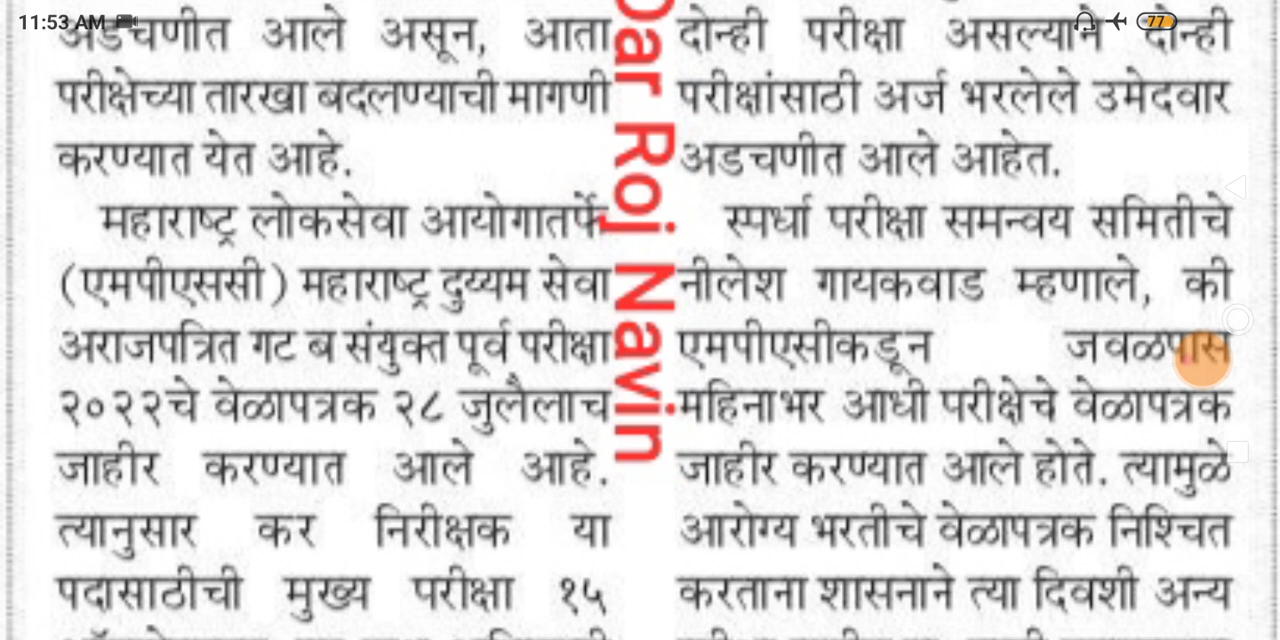 11:53 AM
77
अडचणीत आले असून, आता
परीक्षेच्या तारखा बदलण्याची मागणी
करण्यात येत आहे.
महाराष्ट्र लोकसेवा आयोगातर्फे
(एमपीएससी) महाराष्ट्र दुय्यम सेवा
अराजपत्रित गट ब संयुक्त पूर्व परीक्षा
२०२२चे वेळापत्रक २८ जुलैलाच
जाहीर करण्यात आले आहे.
त्यानुसार कर निरीक्षक या
पदासाठीची मुख्य परीक्षा १५
Dar Roj Navin
दोन्ही परीक्षा असल्याने दोन्ही
परीक्षांसाठी अर्ज भरलेले उमेदवार
अडचणीत आले आहेत.
स्पर्धा परीक्षा समन्वय समितीचे
नीलेश गायकवाड म्हणाले, की
एमपीएसीकडून जवळपास
महिनाभर आधी परीक्षेचे वेळापत्रक
जाहीर करण्यात आले होते. त्यामुळे
आरोग्य भरतीचे वेळापत्रक निश्चित
करताना शासनाने त्या दिवशी अन्य